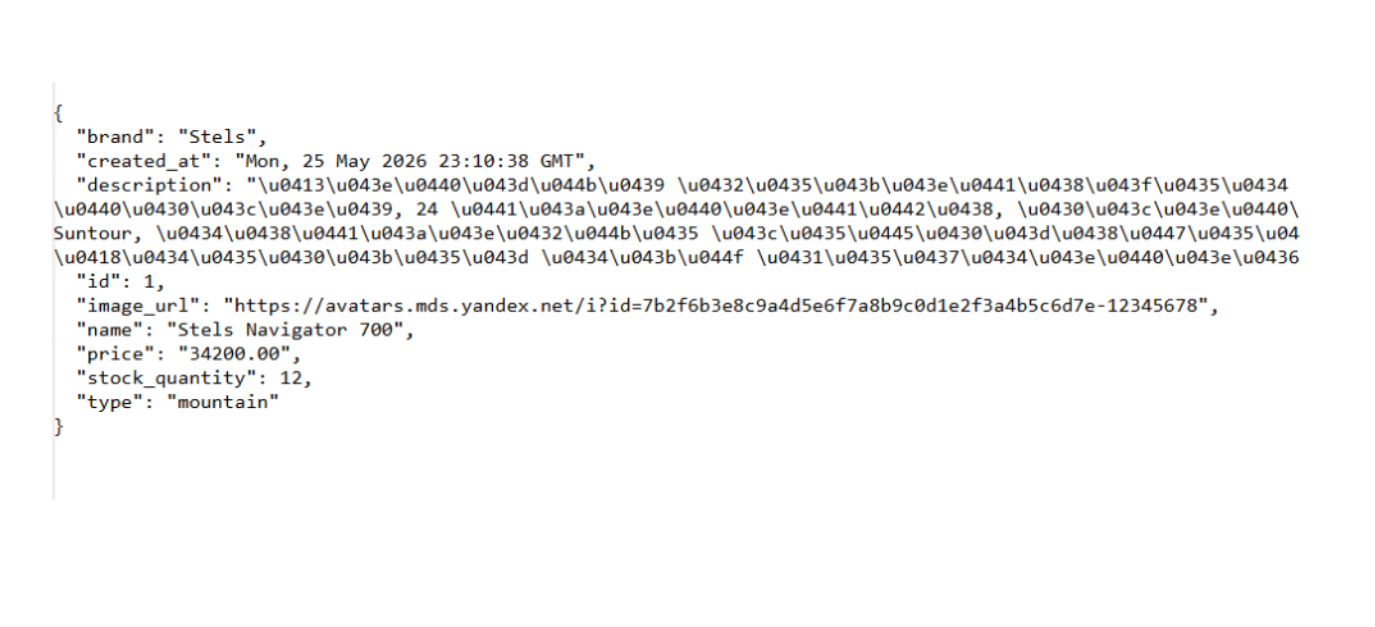 {
"brand": "Stels",
"created_at": "Mon, 25 May 2026 23:10:38 GMT",
"description": "\u0413\u043e\u0440\u043d\u044b\u0439 \u0432\u0435\u043b\u043e\u0441\u0438\u043f\u0435\u0434
\u0440\u0430\u043c\u043e\u0439, 24 \u0441\u043a\u043e\u0440\u043e\u0441\u0442\u0438, \u0430\u043c\u043e\u0440\
Suntour, \u0434\u0438\u0441\u043a\u043e\u0432\u044b\u0435 \u043c\u0435\u0445\u0430\u043d\u0438\u0447\u0435\u04
\u0418\u0434\u0435\u0430\u043b\u0435\u043d \u0434\u043b\u044f \u0431\u0435\u0437\u0434\u043e\u0440\u043e\u0436
"id": 1,
"image_url": "https://avatars.mds.yandex.net/i?id=7b2f6b3e8c9a4d5e6f7a8b9c0d1e2f3a4b5c6d7e-12345678",
"name": "Stels Navigator 700",
"price": "34200.00",
"stock_quantity": 12,
"type": "mountain"
}